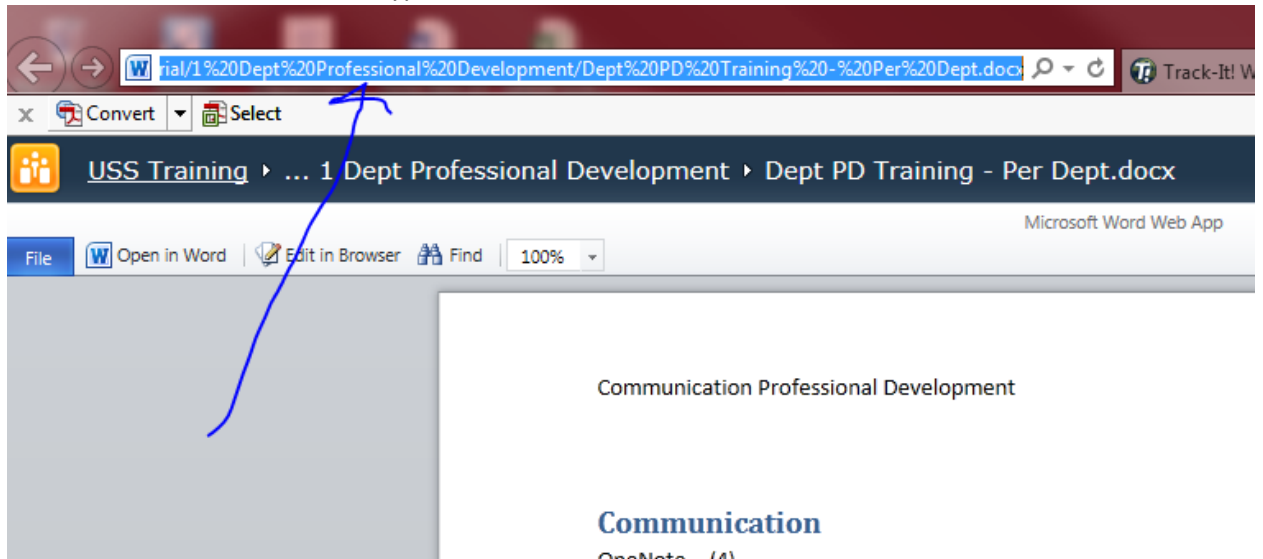 rial/1%20Dept%20Professional%20Development/Dept%20PD%20Training%20-%20Per%20Dept.docx Track-It! W
x Convert Select
USS Training ▸ ... 1 Dept Professional Development ▸ Dept PD Training - Per Dept.docx
Microsoft Word Web App
File Open in Word Edit in Browser Find 100%
Communication Professional Development
Communication
OneNote (4)